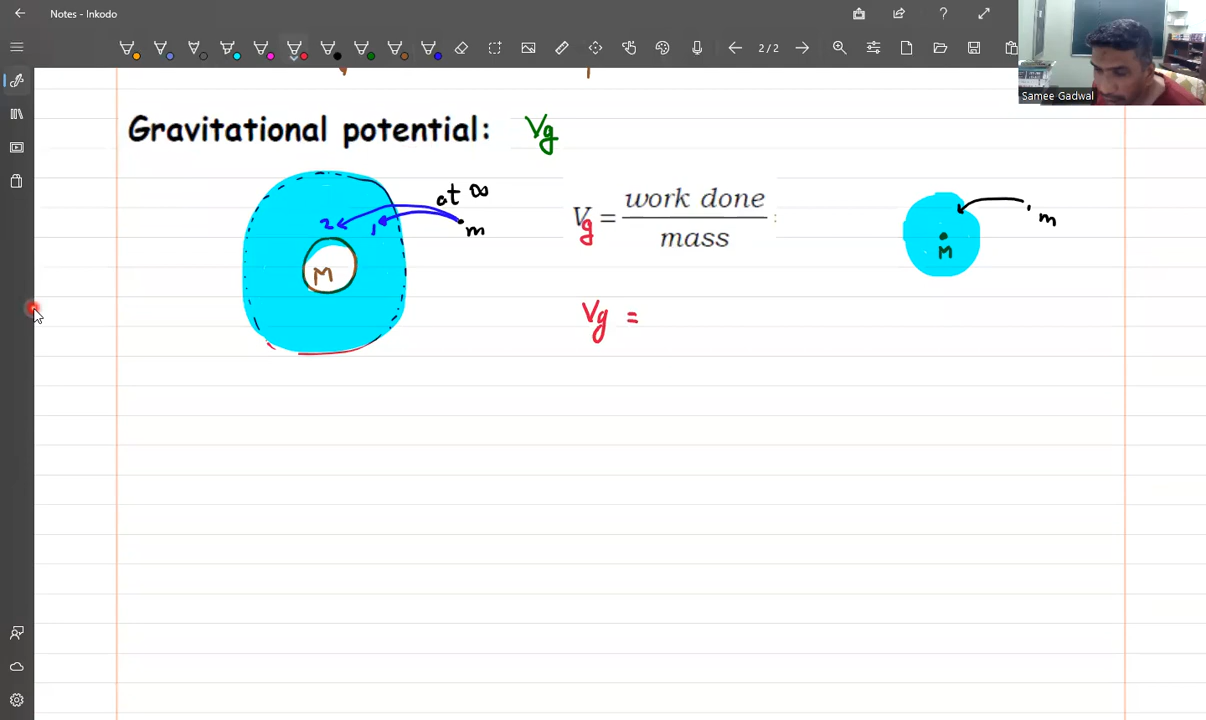 Notes - Inkodo
2/2
Samee Gadwal
Gravitational potential: Vg
at ∞
2
1
m
M
Vg = work done / mass
m
M
Vg =